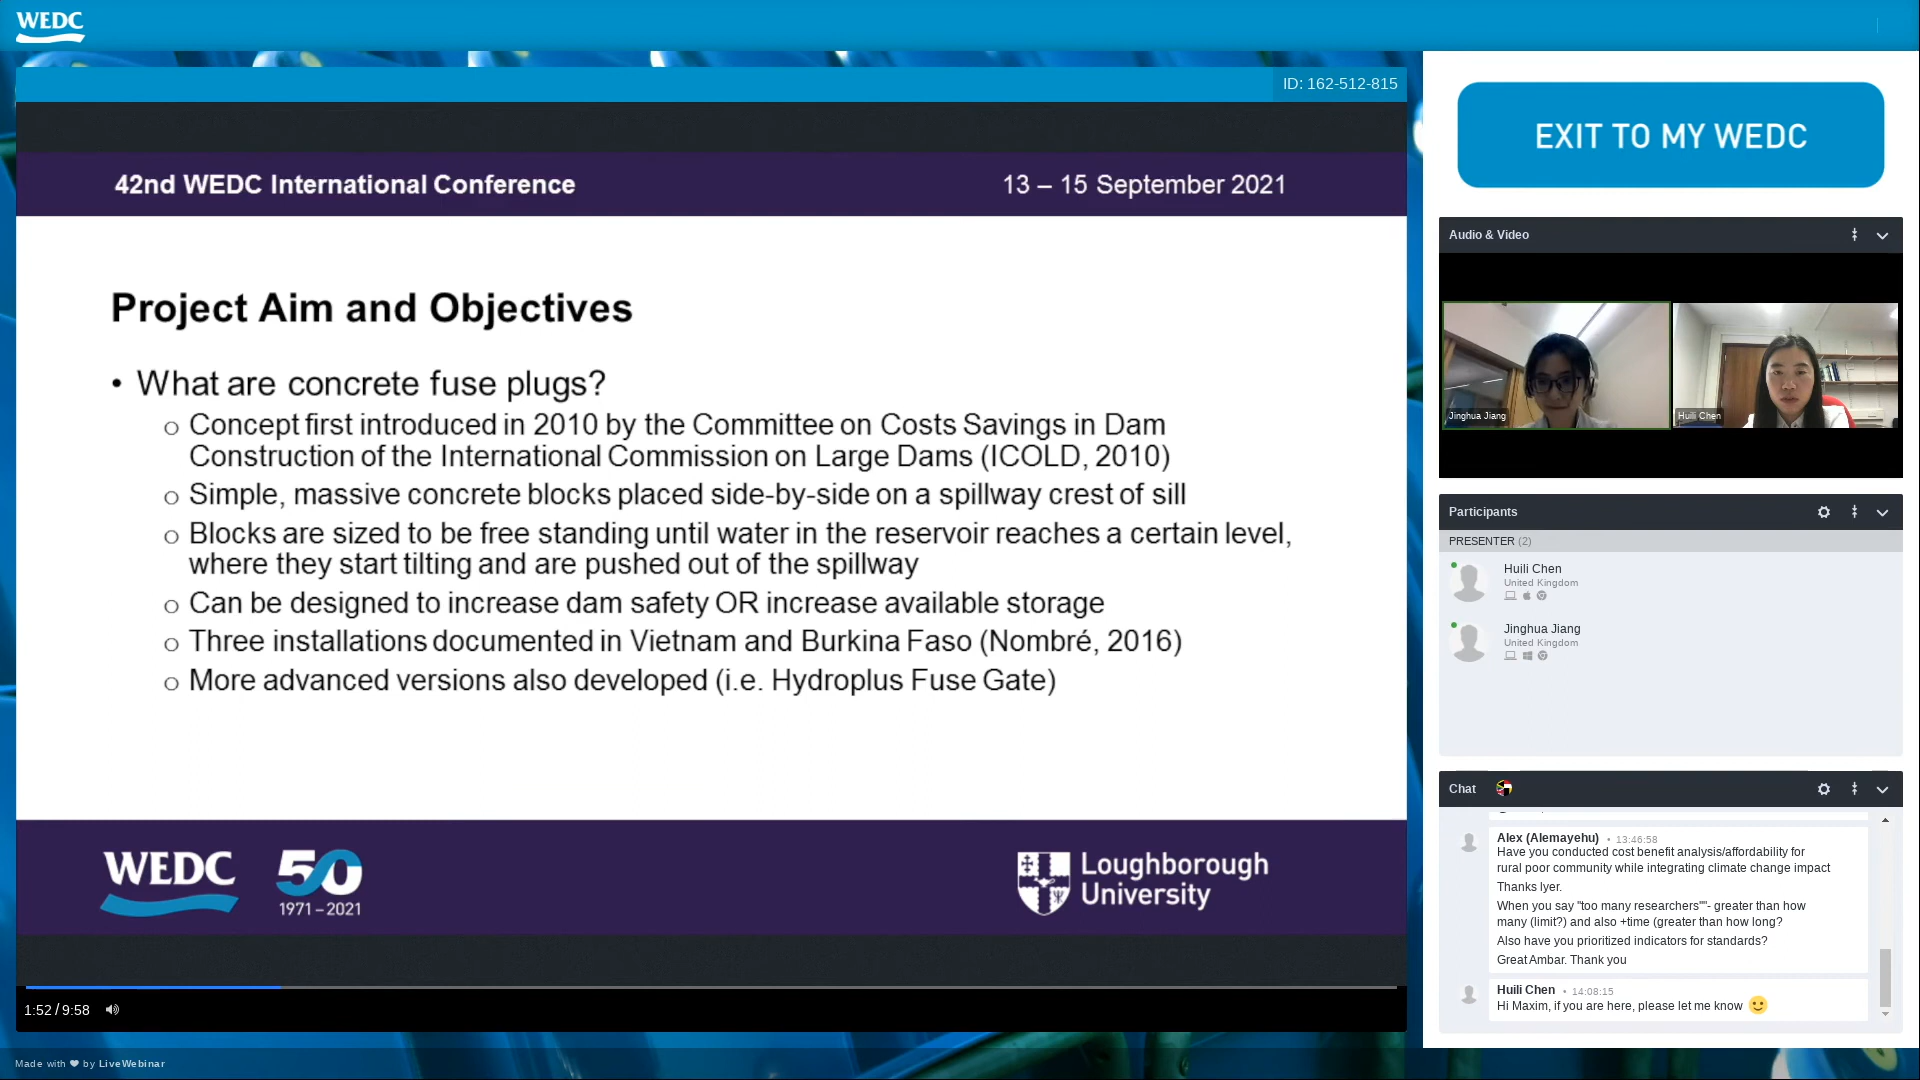 WEDC
ID: 162-512-815
42nd WEDC International Conference
13 – 15 September 2021
Project Aim and Objectives
• What are concrete fuse plugs?
o Concept first introduced in 2010 by the Committee on Costs Savings in Dam
Construction of the International Commission on Large Dams (ICOLD, 2010)
o Simple, massive concrete blocks placed side-by-side on a spillway crest of sill
o Blocks are sized to be free standing until water in the reservoir reaches a certain level,
where they start tilting and are pushed out of the spillway
o Can be designed to increase dam safety OR increase available storage
o Three installations documented in Vietnam and Burkina Faso (Nombré, 2016)
o More advanced versions also developed (i.e. Hydroplus Fuse Gate)
WEDC
50
1971 – 2021
Loughborough
University
1:52 / 9:58
Made with ❤ by LiveWebinar
EXIT TO MY WEDC
Audio & Video
Jinghua Jiang
Huili Chen
Participants
PRESENTER (2)
Huili Chen
United Kingdom
Jinghua Jiang
United Kingdom
Chat
Alex (Alemayehu) • 13:46:58
Have you conducted cost benefit analysis/affordability for
rural poor community while integrating climate change impact
Thanks lyer.
When you say "too many researchers""- greater than how
many (limit?) and also +time (greater than how long?
Also have you prioritized indicators for standards?
Great Ambar. Thank you
Huili Chen • 14:08:15
Hi Maxim, if you are here, please let me know 🙂